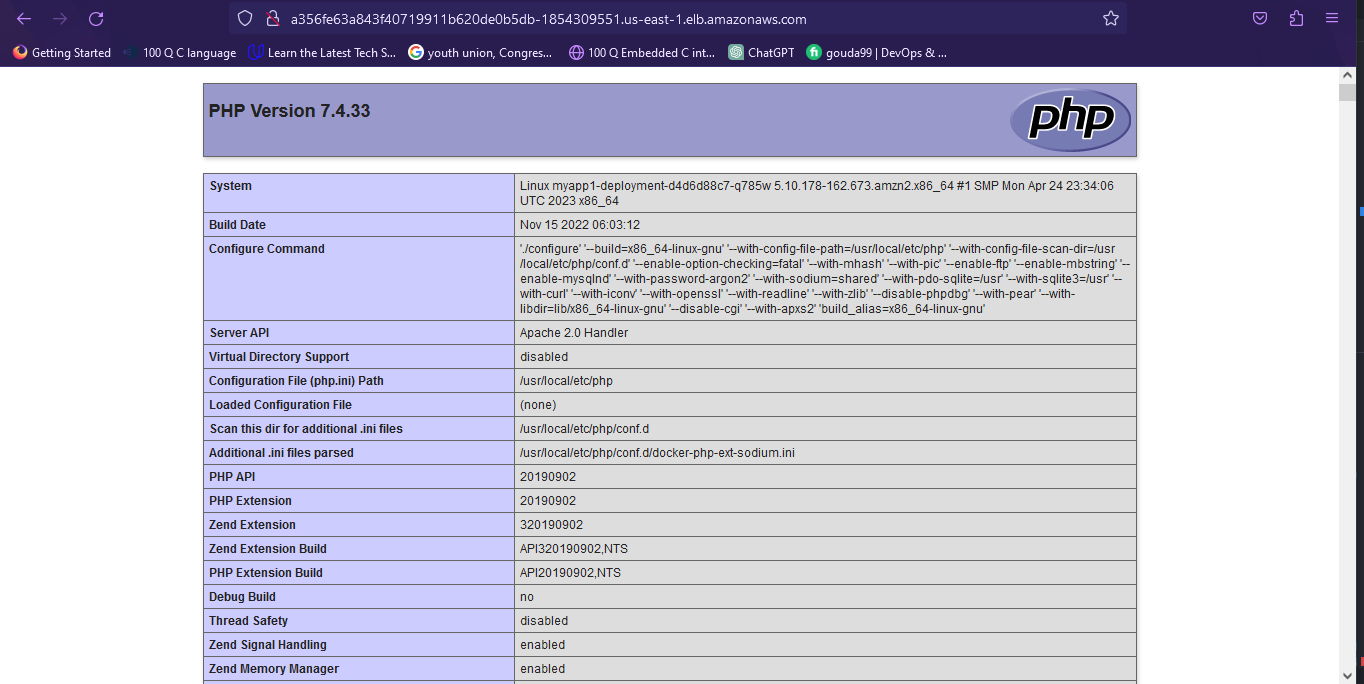 a356fe63a843f40719911b620de0b5db-1854309551.us-east-1.elb.amazonaws.com
Getting Started
100 Q C language
Learn the Latest Tech S...
youth union, Congres...
100 Q Embedded C int...
ChatGPT
fi
gouda99 | DevOps & ...
PHP Version 7.4.33
php
System
Linux myapp1-deployment-d4d6d88c7-q785w 5.10.178-162.673.amzn2.x86_64 #1 SMP Mon Apr 24 23:34:06
UTC 2023 x86_64
Build Date
Nov 15 2022 06:03:12
Configure Command
'./configure' '--build=x86_64-linux-gnu' '--with-config-file-path=/usr/local/etc/php' '--with-config-file-scan-dir=/usr
/local/etc/php/conf.d' '--enable-option-checking=fatal' '--with-mhash' '--with-pic' '--enable-ftp' '--enable-mbstring' '--
enable-mysqlnd' '--with-password-argon2' '--with-sodium=shared' '--with-pdo-sqlite=/usr' '--with-sqlite3=/usr' '--
with-curl' '--with-iconv' '--with-openssl' '--with-readline' '--with-zlib' '--disable-phpdbg' '--with-pear' '--with-
libdir=lib/x86_64-linux-gnu' '--disable-cgi' '--with-apxs2' 'build_alias=x86_64-linux-gnu'
Server API
Apache 2.0 Handler
Virtual Directory Support
disabled
Configuration File (php.ini) Path
/usr/local/etc/php
Loaded Configuration File
(none)
Scan this dir for additional .ini files
/usr/local/etc/php/conf.d
Additional .ini files parsed
/usr/local/etc/php/conf.d/docker-php-ext-sodium.ini
PHP API
20190902
PHP Extension
20190902
Zend Extension
320190902
Zend Extension Build
API320190902,NTS
PHP Extension Build
API20190902,NTS
Debug Build
no
Thread Safety
disabled
Zend Signal Handling
enabled
Zend Memory Manager
enabled